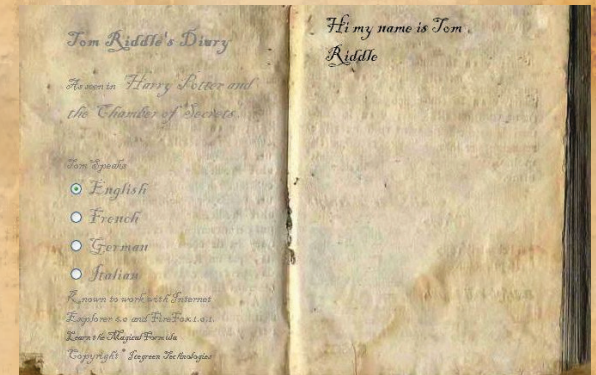 Tom Riddle's Diary
As seen in Harry Potter and
the Chamber of Secrets.
Tom Speaks
English
French
German
Italian
Known to work with Internet
Explorer 6.0 and FireFox 1.0.1.
Learn the Magical Formula
Copyright © Icegreen Technologies
Hi my name is Tom
Riddle